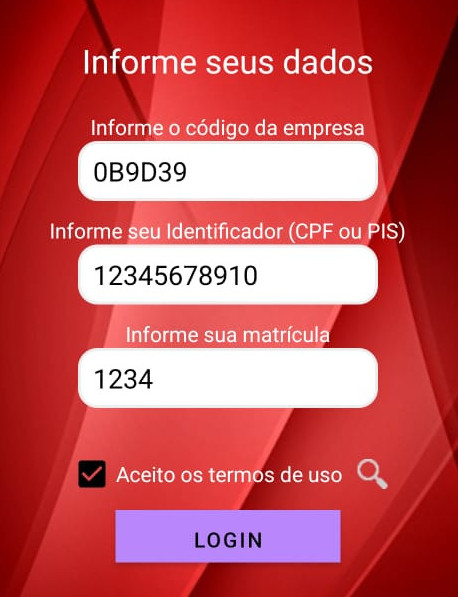 Informe seus dados
Informe o código da empresa
0B9D39
Informe seu Identificador (CPF ou PIS)
12345678910
Informe sua matrícula
1234
Aceito os termos de uso
LOGIN